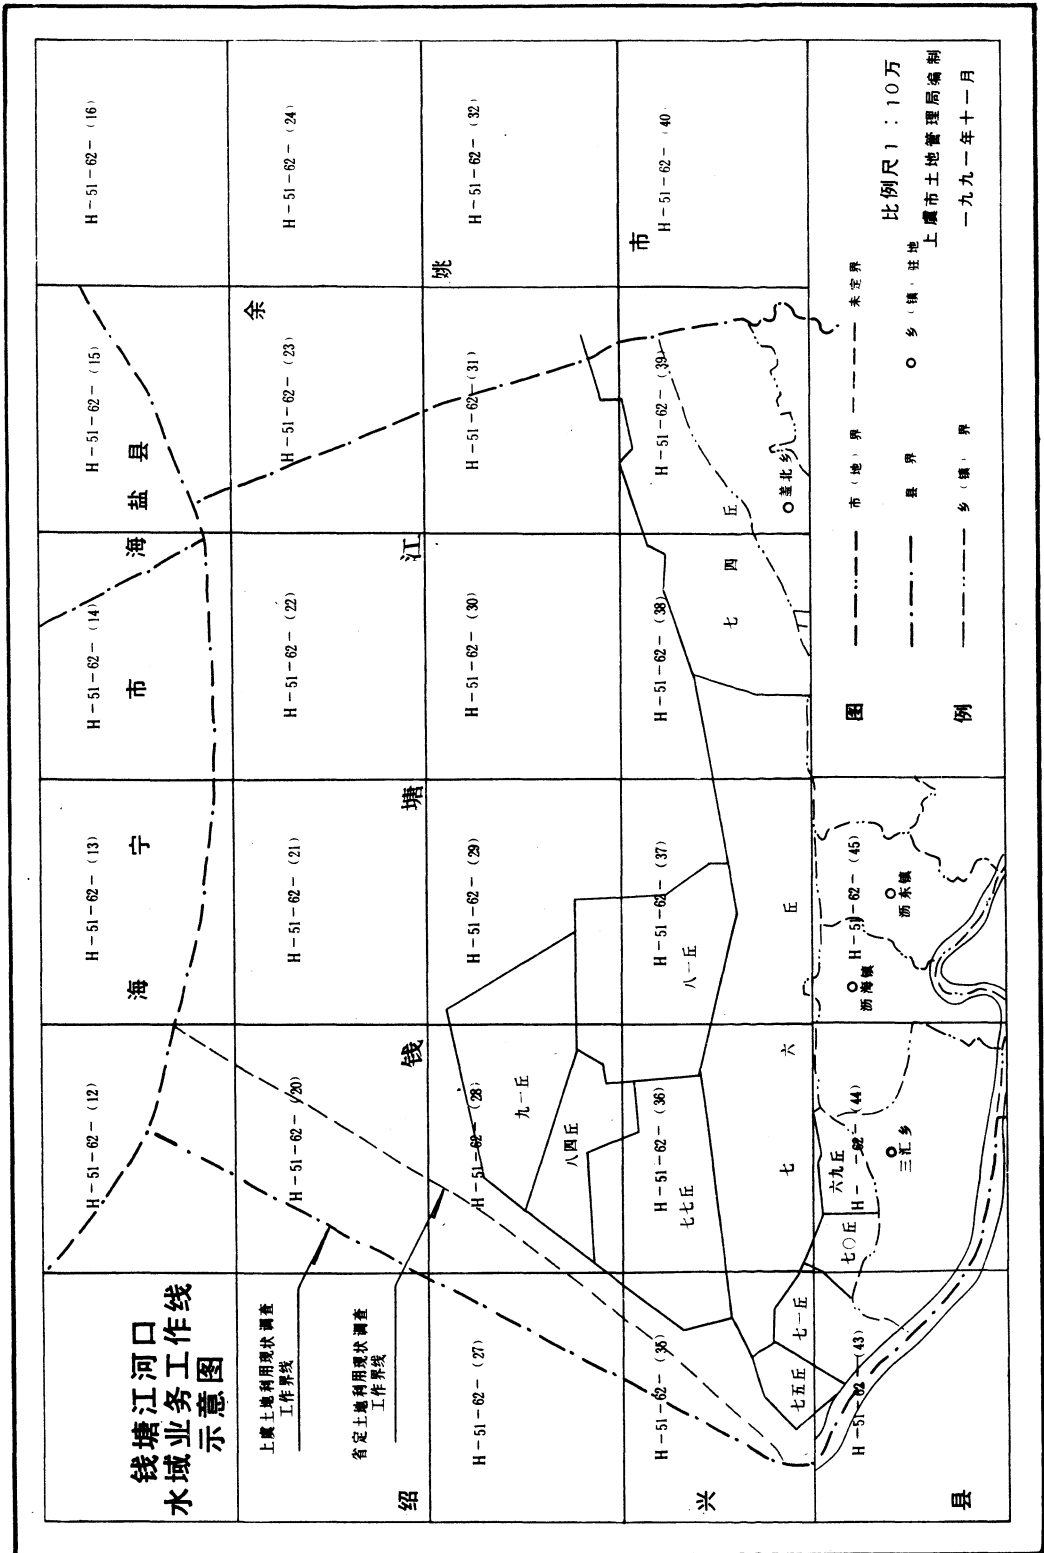 钱塘江河口
水域业务工作线
示意图
H－51－62－(12)
H－51－62－(13)
H－51－62－(14)
H－51－62－(15)
H－51－62－(16)
海宁市
海盐县
上虞土地利用现状调查
工作界线
省定土地利用现状调查
工作界线
H－51－62－(20)
H－51－62－(21)
H－51－62－(22)
H－51－62－(23)
H－51－62－(24)
余姚市
钱塘江
H－51－62－(27)
H－51－62－(28)
H－51－62－(29)
H－51－62－(30)
H－51－62－(31)
H－51－62－(32)
九一丘
八四丘
H－51－62－(35)
H－51－62－(36)
H－51－62－(37)
H－51－62－(38)
H－51－62－(39)
H－51－62－(40)
七七丘
八一丘
七四丘
七六丘
盖北乡
七五丘
七一丘
七〇丘
六九丘
H－51－62－(43)
H－ －62－(44)
H－51－62－(45)
三汇乡
沥海镇
沥东镇
绍兴县
图例
市（地）界
未定界
县界
乡（镇）驻地
乡（镇）界
比例尺1：10万
上虞市土地管理局编制
一九九一年十一月